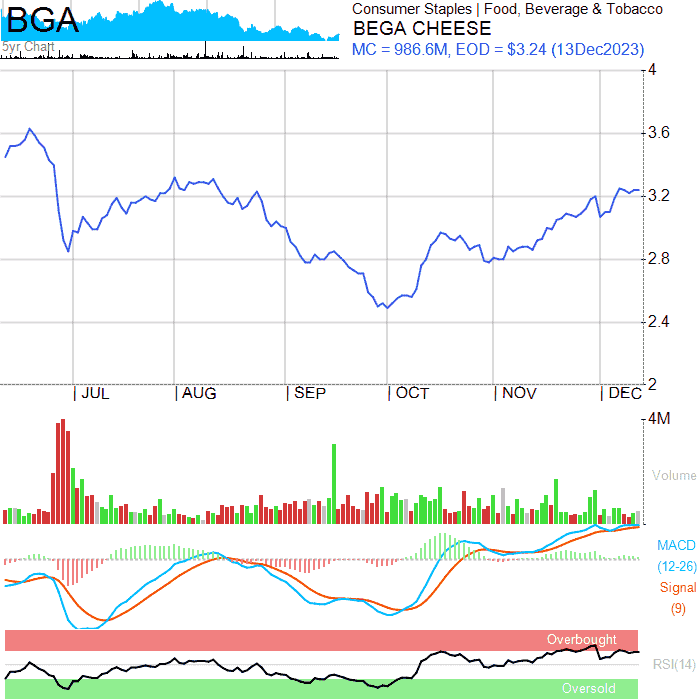 BGA
5yr Chart
Consumer Staples | Food, Beverage & Tobacco
BEGA CHEESE
MC = 986.6M, EOD = $3.24 (13Dec2023)
4
3.6
3.2
2.8
2.4
2
| JUL | AUG | SEP | OCT | NOV | DEC
4M
Volume
MACD
(12-26)
Signal
(9)
Overbought
RSI(14)
Oversold